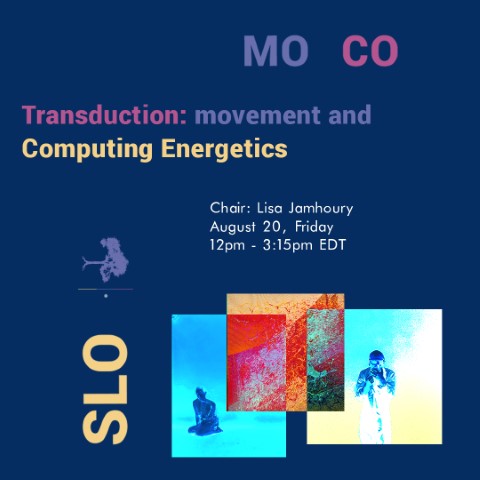 MO CO
Transduction: movement and
Computing Energetics
Chair: Lisa Jamhoury
August 20, Friday
12pm - 3:15pm EDT
SLO